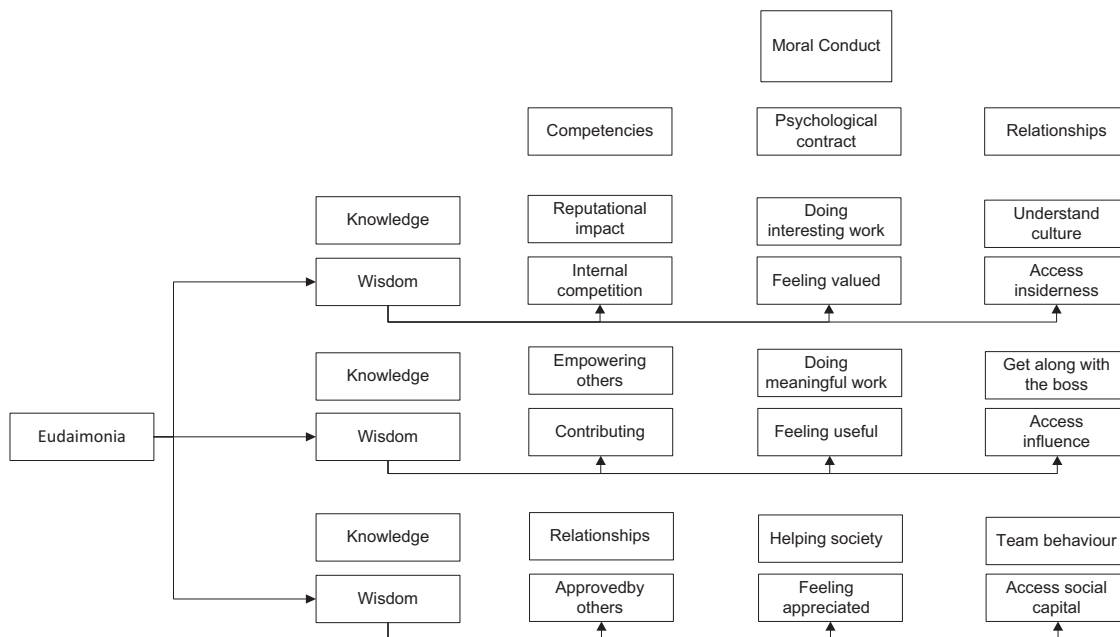 Moral Conduct
Competencies
Psychological
contract
Relationships
Knowledge
Reputational
impact
Doing
interesting work
Understand
culture
Wisdom
Internal
competition
Feeling valued
Access
insiderness
Knowledge
Empowering
others
Doing
meaningful work
Get along with
the boss
Eudaimonia
Wisdom
Contributing
Feeling useful
Access
influence
Knowledge
Relationships
Helping society
Team behaviour
Wisdom
Approvedby
others
Feeling
appreciated
Access social
capital